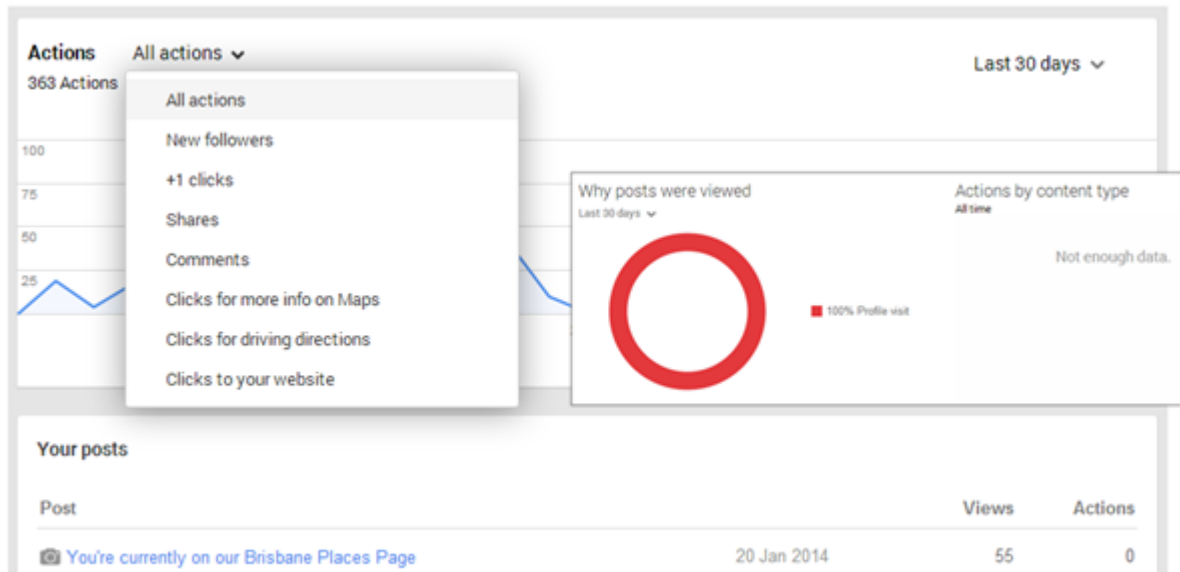 Actions All actions
363 Actions
Last 30 days
All actions
New followers
+1 clicks
Shares
Comments
Clicks for more info on Maps
Clicks for driving directions
Clicks to your website
100
75
50
25
Why posts were viewed
Last 30 days
100% Profile visit
Actions by content type
All time
Not enough data.
Your posts
Post Views Actions
You're currently on our Brisbane Places Page 20 Jan 2014 55 0